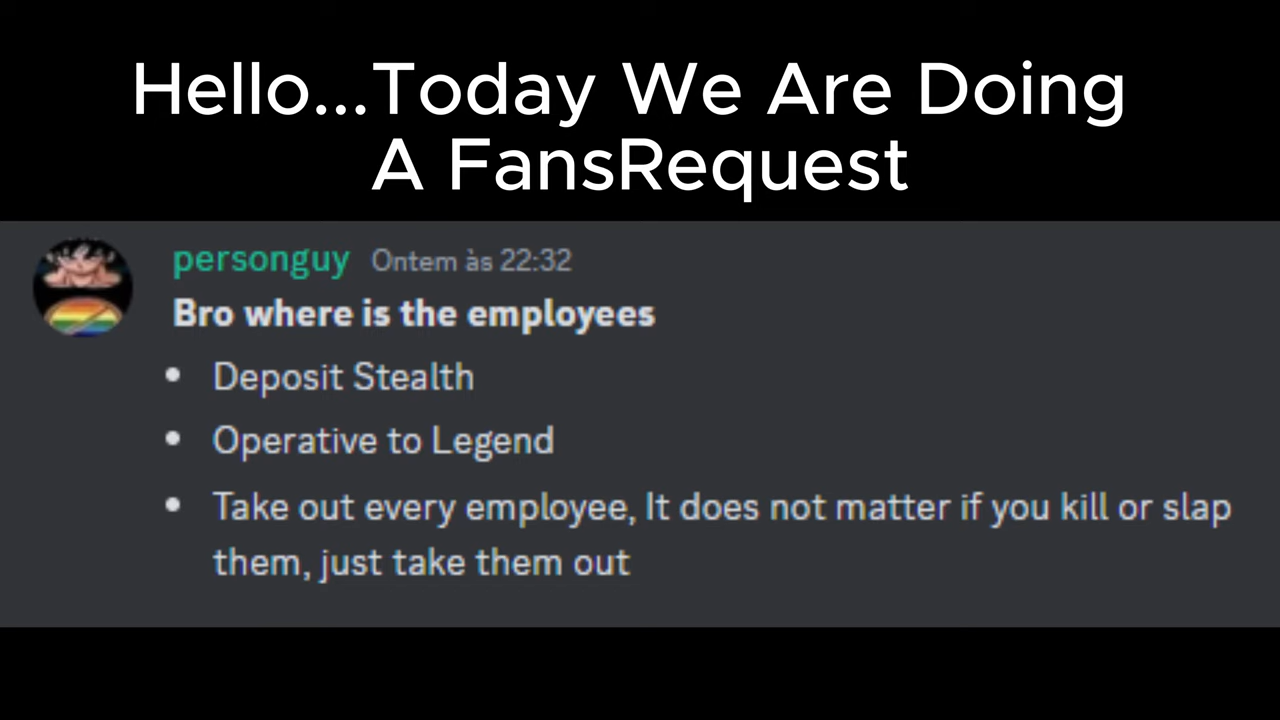 Hello...Today We Are Doing
A FansRequest
personguy Ontem às 22:32
Bro where is the employees
• Deposit Stealth
• Operative to Legend
• Take out every employee, It does not matter if you kill or slap
them, just take them out